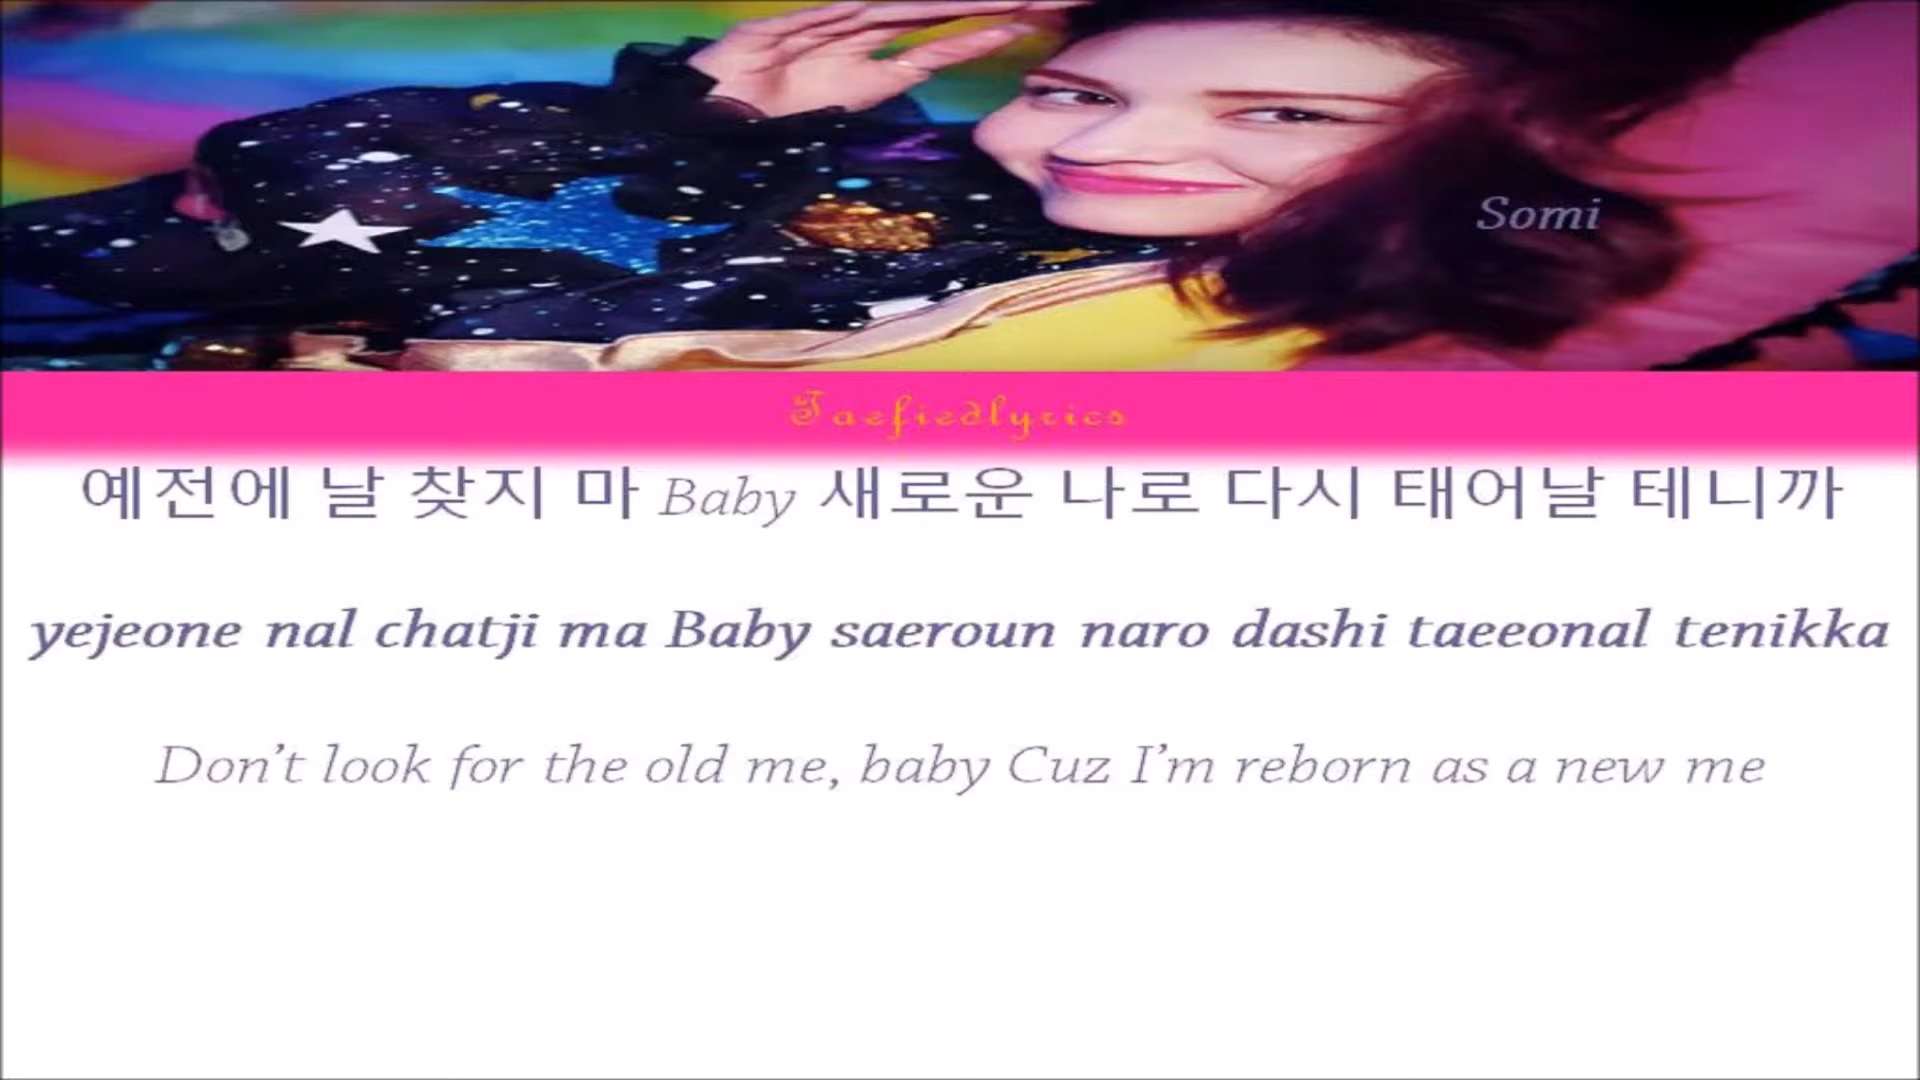 Somi
Taefiedlyrics
예전에 날 찾지 마 Baby 새로운 나로 다시 태어날 테니까
yejeone nal chatji ma Baby saeroun naro dashi taeeonal tenikka
Don’t look for the old me, baby Cuz I’m reborn as a new me